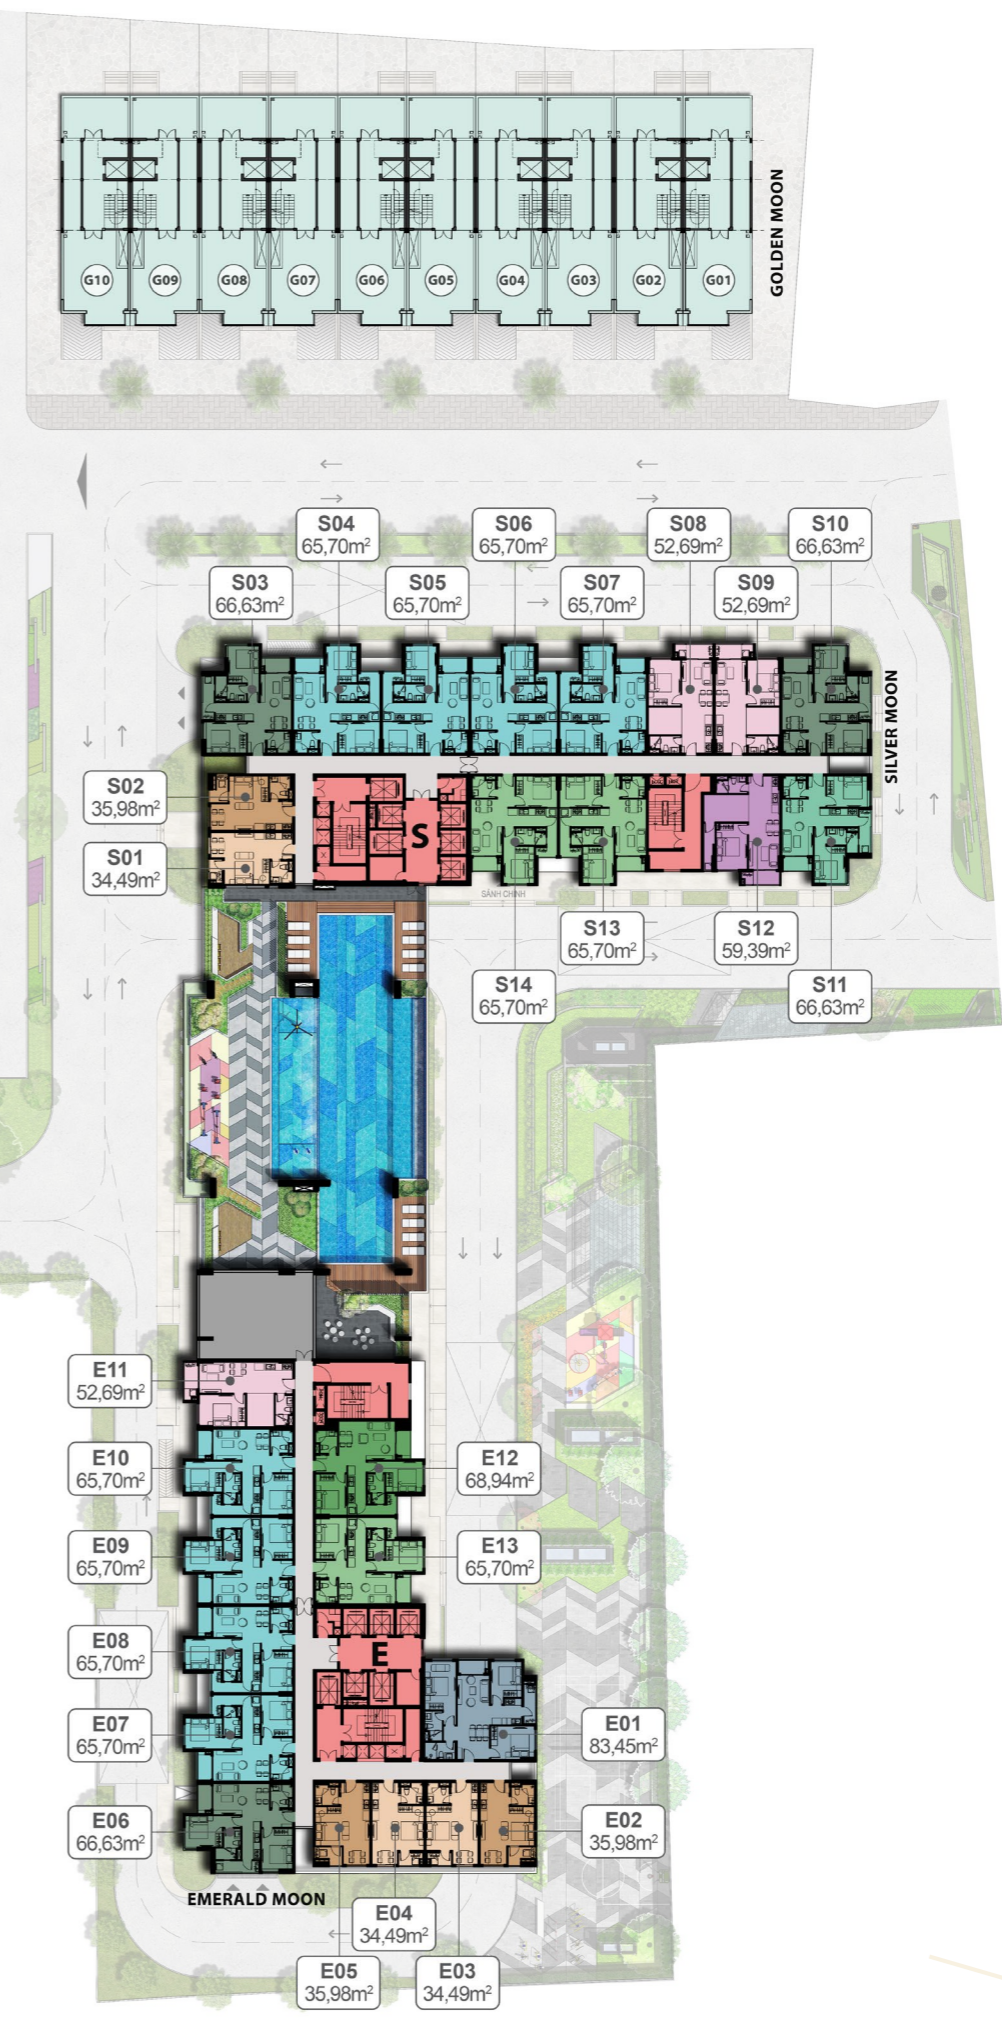 GOLDEN MOON
G10
G09
G08
G07
G06
G05
G04
G03
G02
G01
S04
65,70m²
S06
65,70m²
S08
52,69m²
S10
66,63m²
S03
66,63m²
S05
65,70m²
S07
65,70m²
S09
52,69m²
SILVER MOON
S02
35,98m²
S01
34,49m²
S
SẢNH CHÍNH
S13
65,70m²
S12
59,39m²
S14
65,70m²
S11
66,63m²
E11
52,69m²
E10
65,70m²
E12
68,94m²
E09
65,70m²
E13
65,70m²
E08
65,70m²
E
E07
65,70m²
E01
83,45m²
E06
66,63m²
E02
35,98m²
EMERALD MOON
E04
34,49m²
E05
35,98m²
E03
34,49m²